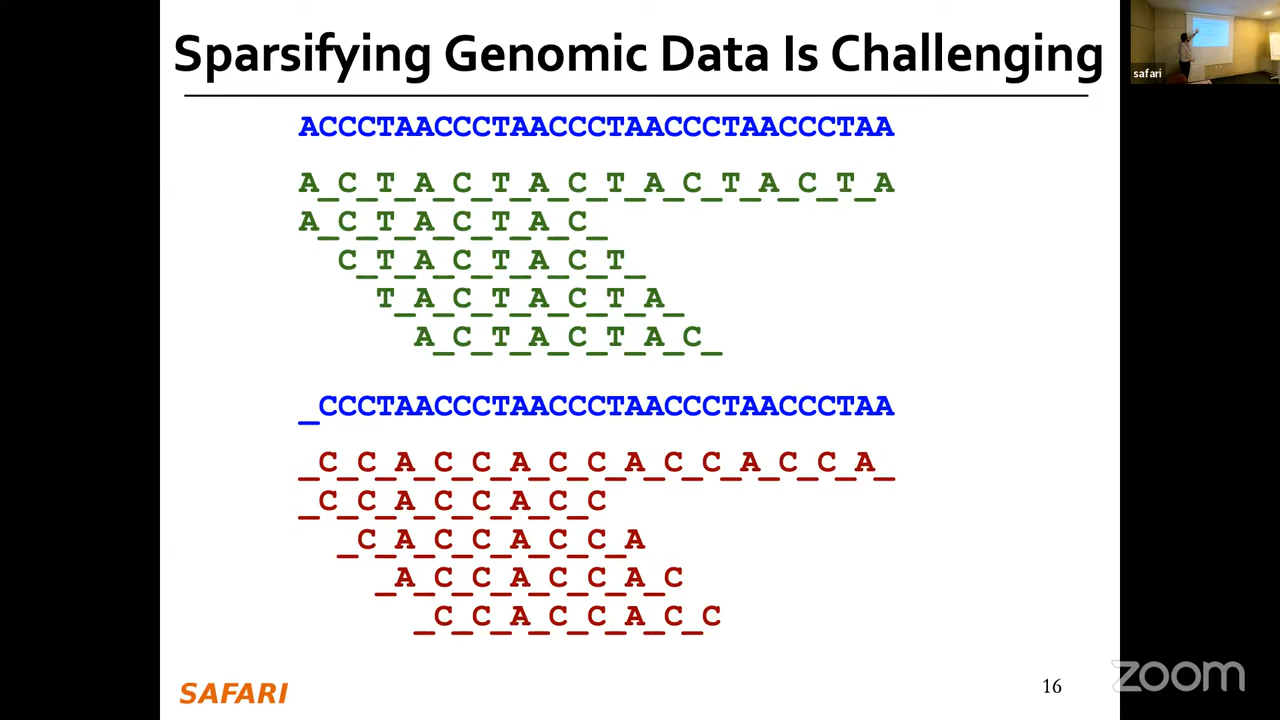 Sparsifying Genomic Data Is Challenging
safari
ACCCTAACCCTAACCCTAACCCTAACCCTAA
A_C_T_A_C_T_A_C_T_A_C_T_A_C_T_A
A_C_T_A_C_T_A_C_
C_T_A_C_T_A_C_T_
T_A_C_T_A_C_T_A_
A_C_T_A_C_T_A_C_
_CCCTAACCCTAACCCTAACCCTAACCCTAA
_C_C_A_C_C_A_C_C_A_C_C_A_C_C_A_
_C_C_A_C_C_A_C_C
_C_A_C_C_A_C_C_A
_A_C_C_A_C_C_A_C
_C_C_A_C_C_A_C_C
SAFARI
16
zoom